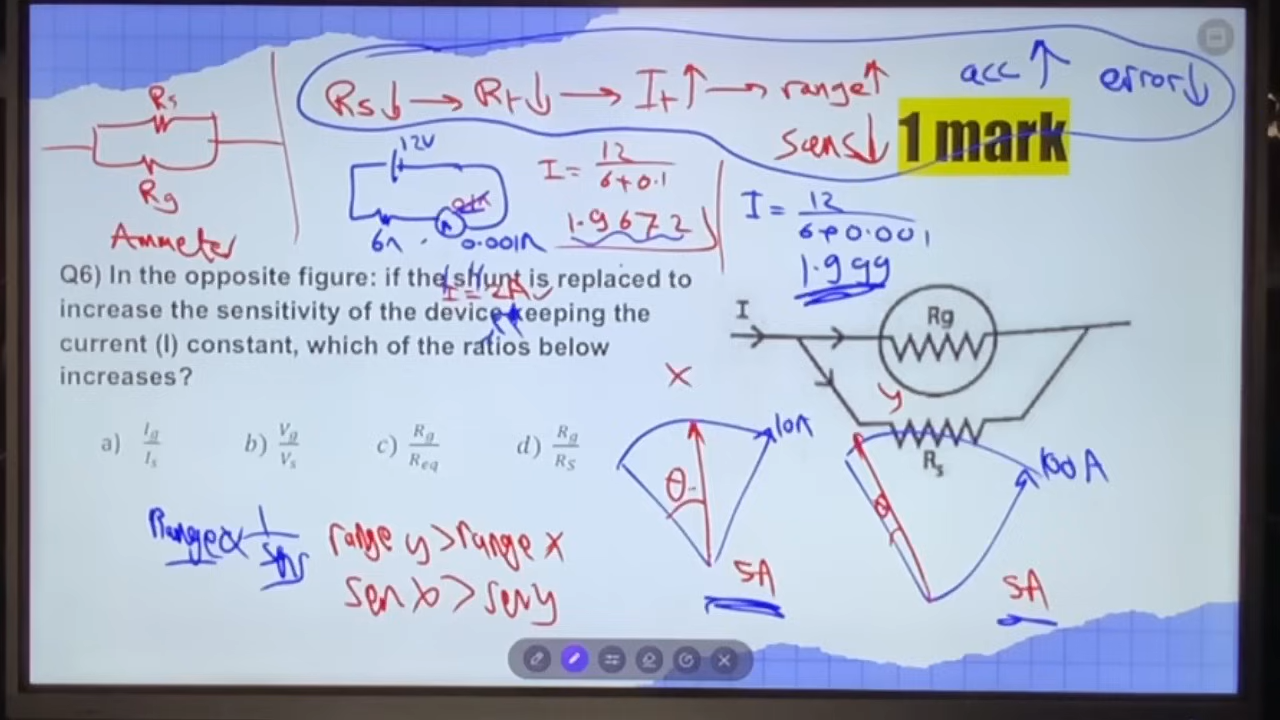 Rs↓ → Rt↓ → It↑ → range↑ acc↑ error↓
sens↓ 1 mark
Rs
Rg
Ammeter
12V
6Ω
0.001Ω
I = 12 / 6+0.1
1.9672
I = 12 / 6+0.001
1.999
Q6) In the opposite figure: if the shunt is replaced to
increase the sensitivity of the device keeping the
current (I) constant, which of the ratios below
increases?
I = 2A
a) Ig/Is b) Vg/Vs c) Rg/Req d) Rg/RS
I
Rg
Rs
X
10A
θ
5A
y
100A
θ
5A
Range ∝ 1/sens
range y > range x
sen x > sen y